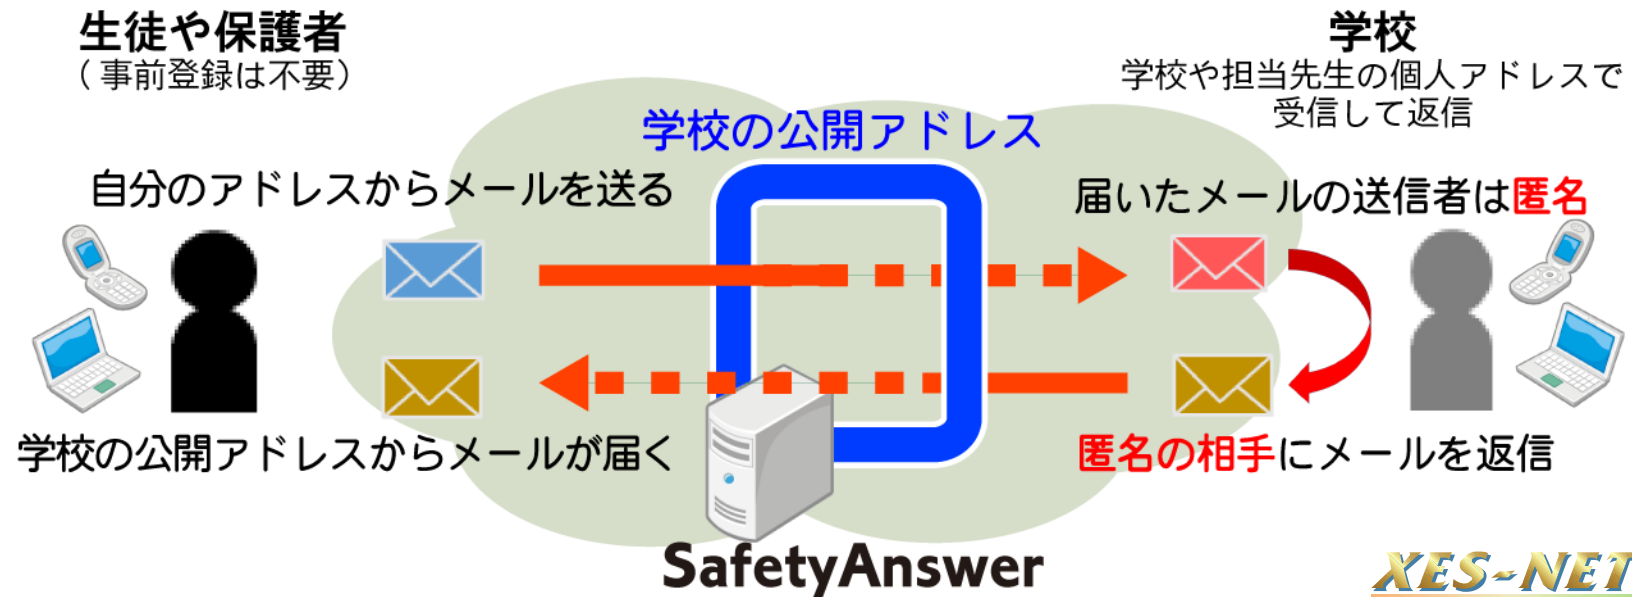 生徒や保護者
（事前登録は不要）
学校
学校や担当先生の個人アドレスで
受信して返信
学校の公開アドレス
自分のアドレスからメールを送る
届いたメールの送信者は匿名
学校の公開アドレスからメールが届く
匿名の相手にメールを返信
SafetyAnswer
XES-NET